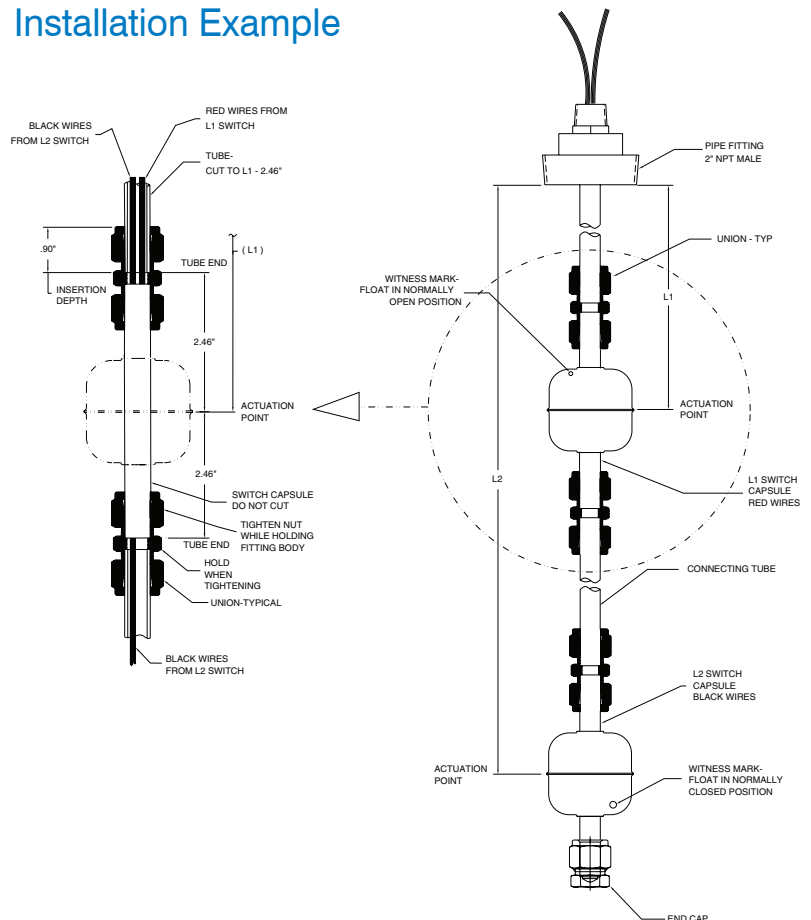 Installation Example
BLACK WIRES
FROM L2 SWITCH
RED WIRES FROM
L1 SWITCH
TUBE-
CUT TO L1 - 2.46"
.90"
TUBE END
( L1 )
INSERTION
DEPTH
2.46"
ACTUATION
POINT
2.46"
SWITCH CAPSULE
DO NOT CUT
TIGHTEN NUT
WHILE HOLDING
FITTING BODY
TUBE END
HOLD
WHEN
TIGHTENING
UNION-TYPICAL
BLACK WIRES
FROM L2 SWITCH
PIPE FITTING
2" NPT MALE
UNION - TYP
WITNESS MARK-
FLOAT IN NORMALLY
OPEN POSITION
L1
ACTUATION
POINT
L2
L1 SWITCH
CAPSULE
RED WIRES
CONNECTING TUBE
L2 SWITCH
CAPSULE
BLACK WIRES
ACTUATION
POINT
WITNESS MARK-
FLOAT IN NORMALLY
CLOSED POSITION
END CAP